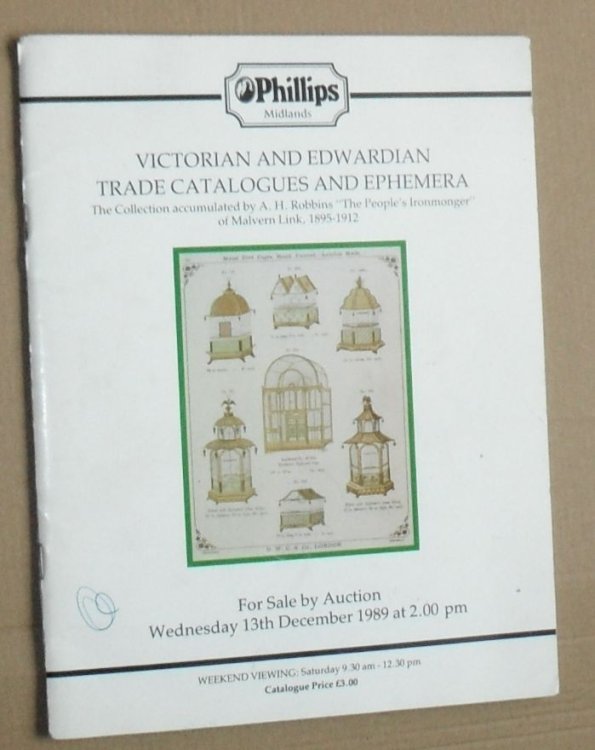 Phillips
Midlands
VICTORIAN AND EDWARDIAN
TRADE CATALOGUES AND EPHEMERA
The Collection accumulated by A. H. Robbins "The People's Ironmonger"
of Malvern Link, 1895-1912
For Sale by Auction
Wednesday 13th December 1989 at 2.00 pm
WEEKEND VIEWING: Saturday 9.30 am - 12.30 pm
Catalogue Price £3.00